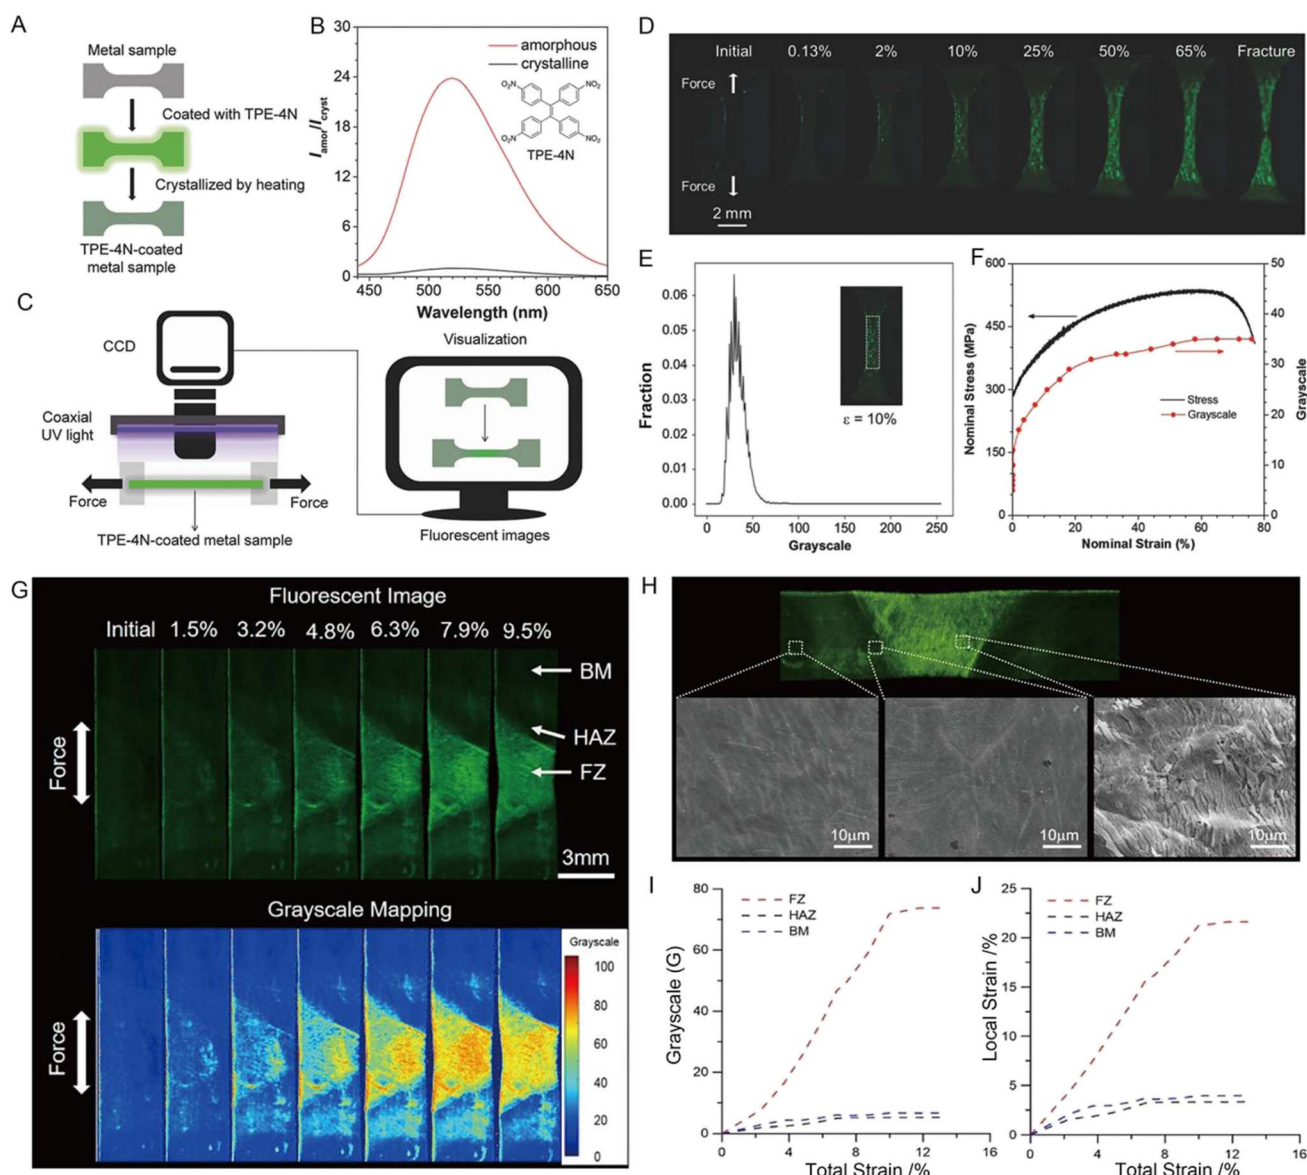 A
Metal sample
Coated with TPE-4N
Crystallized by heating
TPE-4N-coated
metal sample
B
30
24
18
12
6
0
I_amor/I_cryst
amorphous
crystalline
O₂N
NO₂
O₂N
NO₂
TPE-4N
450
500
550
600
650
Wavelength (nm)
C
CCD
Coaxial
UV light
Force
Force
TPE-4N-coated metal sample
Visualization
Fluorescent images
D
Initial 0.13% 2% 10% 25% 50% 65% Fracture
Force
Force
2 mm
E
0.06
0.05
0.04
0.03
0.02
0.01
0.00
Fraction
ε = 10%
0 50 100 150 200 250
Grayscale
F
600
450
300
150
0
Nominal Stress (MPa)
Stress
Grayscale
50
40
30
20
10
0
Grayscale
0 20 40 60 80
Nominal Strain (%)
G
Fluorescent Image
Initial 1.5% 3.2% 4.8% 6.3% 7.9% 9.5%
BM
HAZ
FZ
Force
3mm
Grayscale Mapping
Force
Grayscale
100
80
60
40
20
0
H
10μm
10μm
10μm
I
80
60
40
20
0
Grayscale (G)
FZ
HAZ
BM
0 4 8 12 16
Total Strain /%
J
25
20
15
10
5
0
Local Strain /%
FZ
HAZ
BM
0 4 8 12 16
Total Strain /%